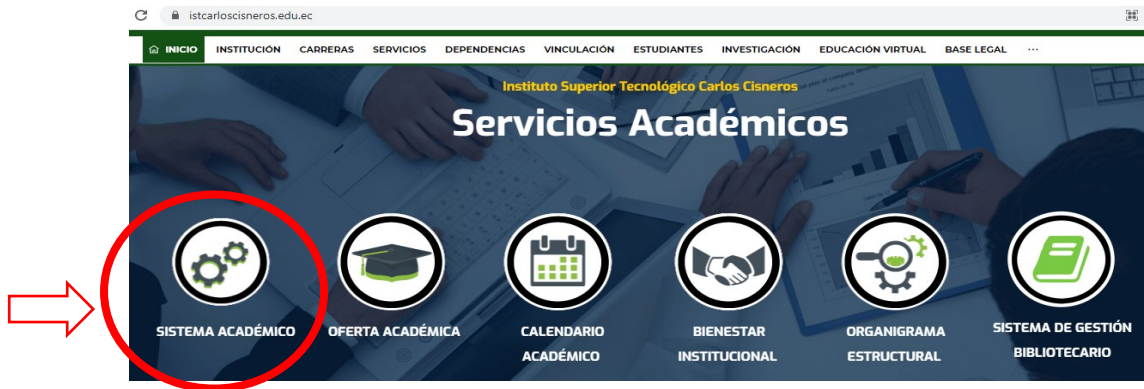 istcarloscisneros.edu.ec
INICIO INSTITUCIÓN CARRERAS SERVICIOS DEPENDENCIAS VINCULACIÓN ESTUDIANTES INVESTIGACIÓN EDUCACIÓN VIRTUAL BASE LEGAL ...
Instituto Superior Tecnológico Carlos Cisneros
Servicios Académicos
SISTEMA ACADÉMICO
OFERTA ACADÉMICA
CALENDARIO
ACADÉMICO
BIENESTAR
INSTITUCIONAL
ORGANIGRAMA
ESTRUCTURAL
SISTEMA DE GESTIÓN
BIBLIOTECARIO